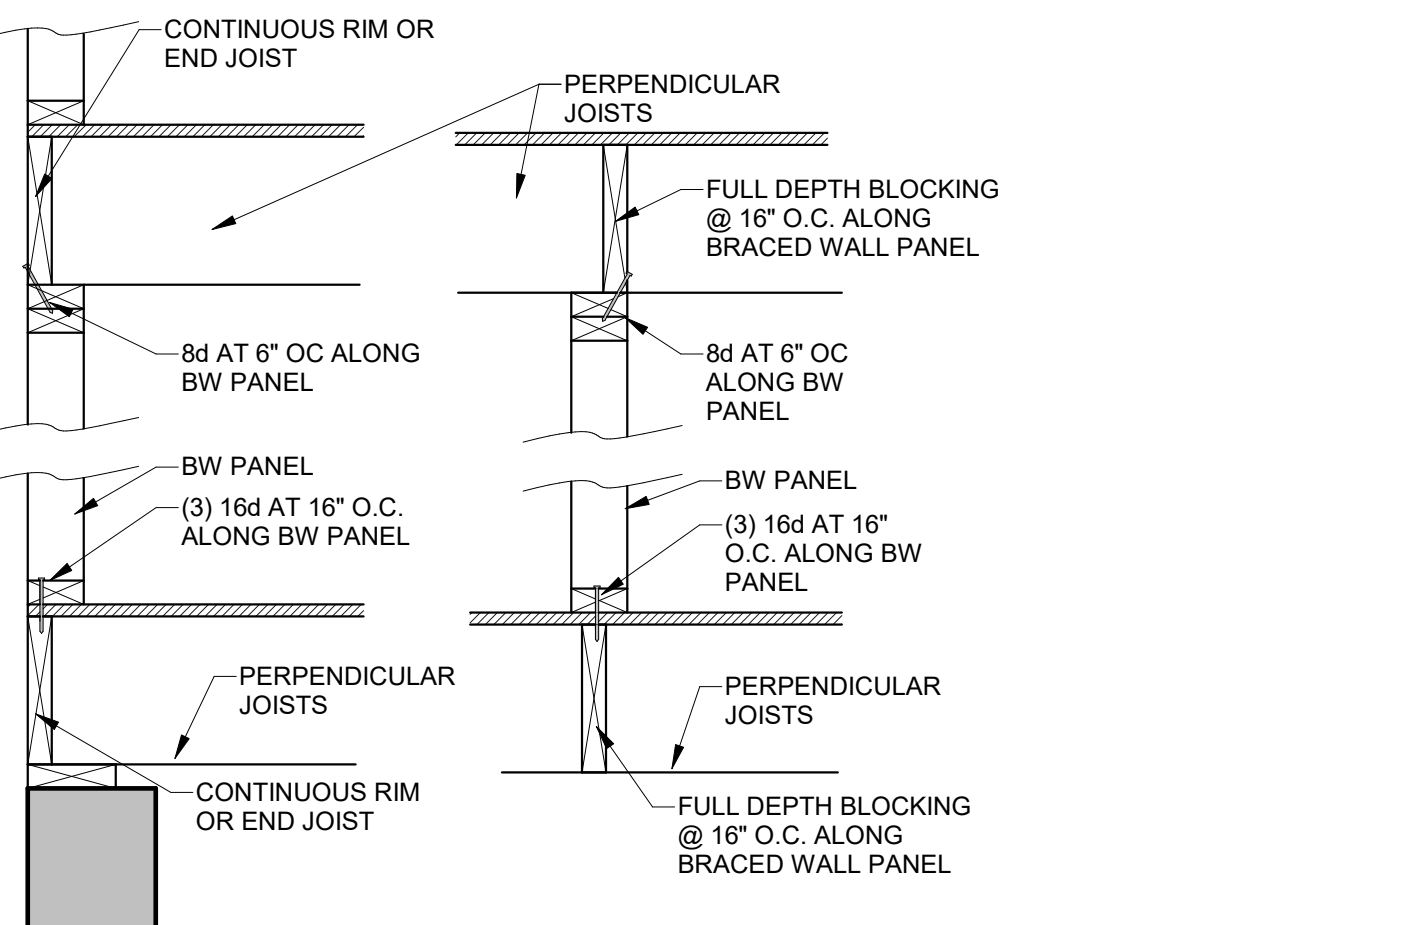 CONTINUOUS RIM OR
END JOIST
PERPENDICULAR
JOISTS
FULL DEPTH BLOCKING
@ 16" O.C. ALONG
BRACED WALL PANEL
8d AT 6" OC ALONG
BW PANEL
8d AT 6" OC
ALONG BW
PANEL
BW PANEL
(3) 16d AT 16" O.C.
ALONG BW PANEL
BW PANEL
(3) 16d AT 16"
O.C. ALONG BW
PANEL
PERPENDICULAR
JOISTS
PERPENDICULAR
JOISTS
CONTINUOUS RIM
OR END JOIST
FULL DEPTH BLOCKING
@ 16" O.C. ALONG
BRACED WALL PANEL